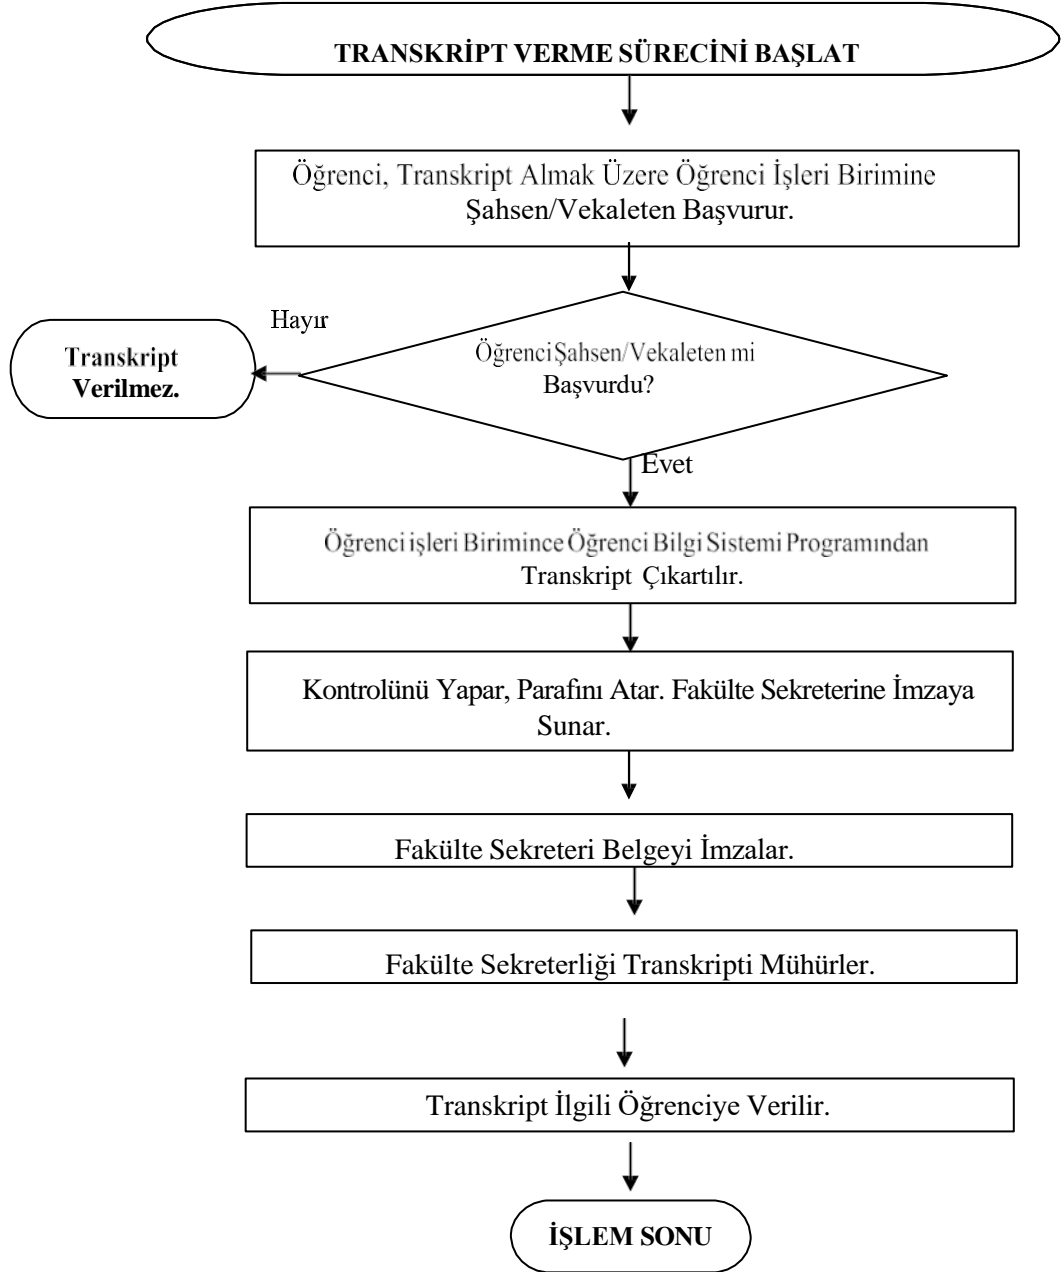 TRANSKRİPT VERME SÜRECİNİ BAŞLAT
Öğrenci, Transkript Almak Üzere Öğrenci İşleri Birimine
Şahsen/Vekaleten Başvurur.
Hayır
Öğrenci Şahsen/Vekaleten mi
Başvurdu?
Transkript
Verilmez.
Evet
Öğrenci işleri Birimince Öğrenci Bilgi Sistemi Programından
Transkript Çıkartılır.
Kontrolünü Yapar, Parafını Atar. Fakülte Sekreterine İmzaya
Sunar.
Fakülte Sekreteri Belgeyi İmzalar.
Fakülte Sekreterliği Transkripti Mühürler.
Transkript İlgili Öğrenciye Verilir.
İŞLEM SONU